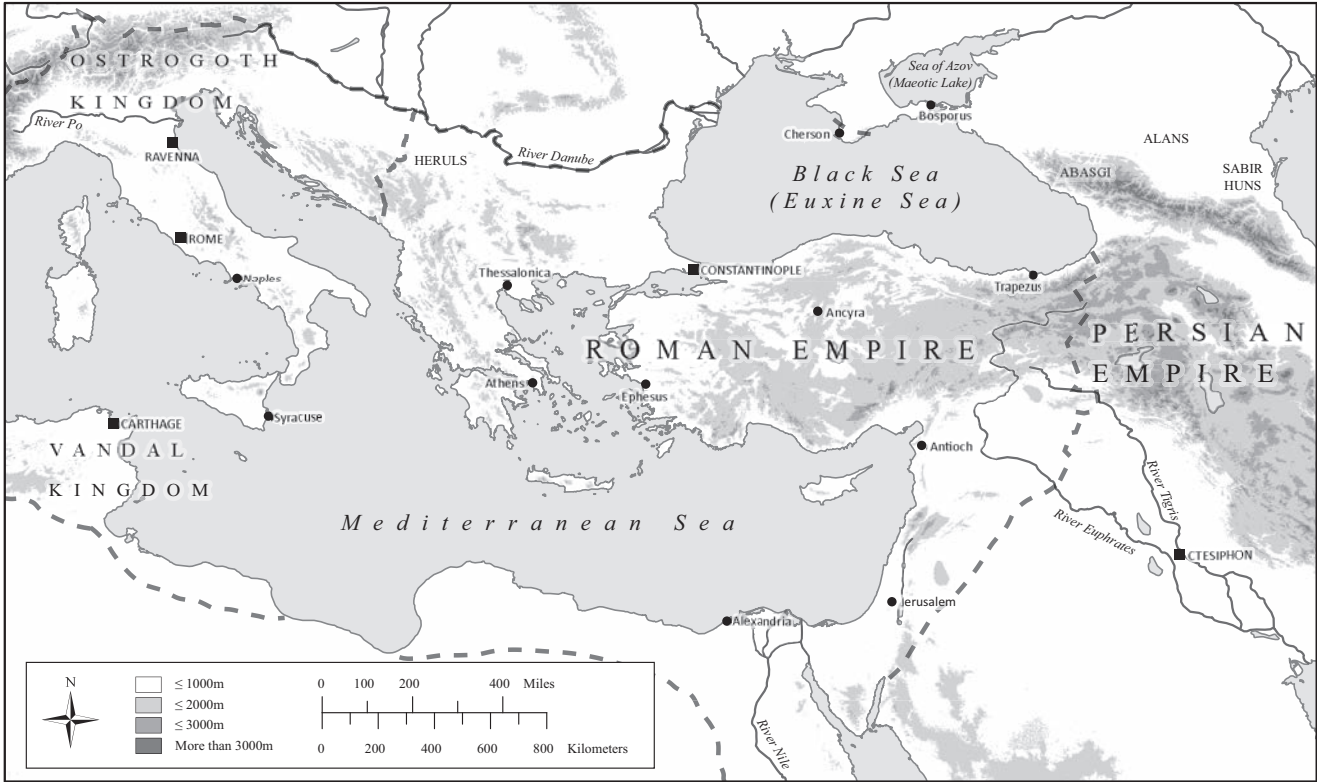 OSTROGOTH
KINGDOM
River Po
RAVENNA
ROME
Naples
Syracuse
CARTHAGE
VANDAL
KINGDOM
HERULS
River Danube
Thessalonica
Athens
Ephesus
CONSTANTINOPLE
Ancyra
ROMAN EMPIRE
Sea of Azov
(Maeotic Lake)
Bosporus
Cherson
Black Sea
(Euxine Sea)
ALANS
ABASGI
SABIR
HUNS
Trapezus
PERSIAN
EMPIRE
Antioch
River Tigris
River Euphrates
CTESIPHON
Mediterranean Sea
Jerusalem
Alexandria
River Nile
N
≤ 1000m
≤ 2000m
≤ 3000m
More than 3000m
0 100 200 400 Miles
0 200 400 600 800 Kilometers